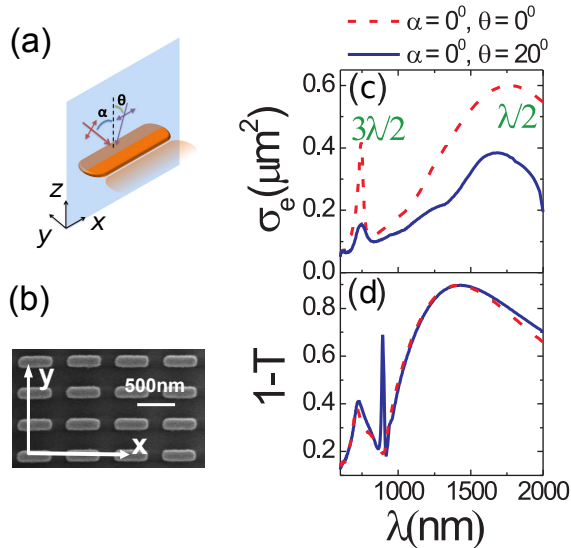 (a)
α
θ
z
y
x
(b)
y
500nm
x
α=0⁰, θ=0⁰
α=0⁰, θ=20⁰
(c)
0.6
3λ/2
λ/2
0.4
0.2
0.0
σₑ(μm²)
(d)
0.8
0.6
0.4
0.2
1-T
1000 1500 2000
λ(nm)